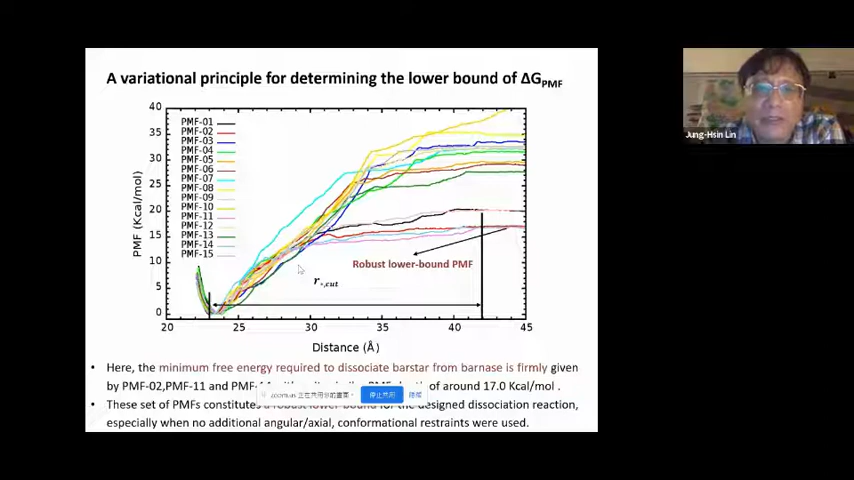 A variational principle for determining the lower bound of ΔG_PMF
Jung-Hsin Lin
40
35
30
25
20
15
10
5
0
PMF (Kcal/mol)
PMF-01
PMF-02
PMF-03
PMF-04
PMF-05
PMF-06
PMF-07
PMF-08
PMF-09
PMF-10
PMF-11
PMF-12
PMF-13
PMF-14
PMF-15
Robust lower-bound PMF
r*,cut
20 25 30 35 40 45
Distance (Å)
• Here, the minimum free energy required to dissociate barstar from barnase is firmly given
by PMF-02,PMF-11 and of around 17.0 Kcal/mol .
停止共用
• These set of PMFs constitutes designed dissociation reaction,
especially when no additional angular/axial, conformational restraints were used.